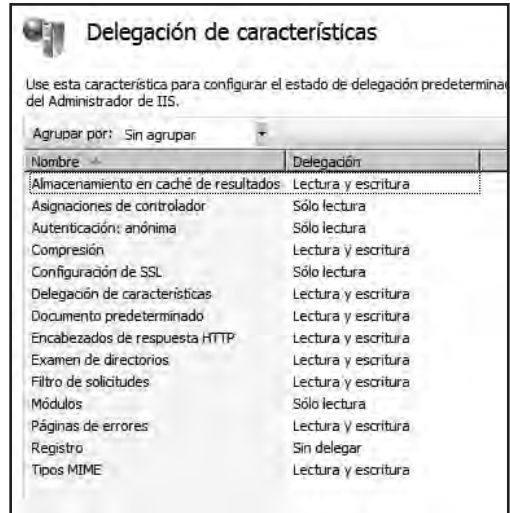 Delegación de características
Use esta característica para configurar el estado de delegación
del Administrador de IIS.
Agrupar por: Sin agrupar
Nombre Delegación
Almacenamiento en caché de resultados Lectura y escritura
Asignaciones de controlador Sólo lectura
Autenticación: anónima Sólo lectura
Compresión Lectura y escritura
Configuración de SSL Sólo lectura
Delegación de características Lectura y escritura
Documento predeterminado Lectura y escritura
Encabezados de respuesta HTTP Lectura y escritura
Examen de directorios Lectura y escritura
Filtro de solicitudes Lectura y escritura
Módulos Sólo lectura
Páginas de errores Lectura y escritura
Registro Sin delegar
Tipos MIME Lectura y escritura